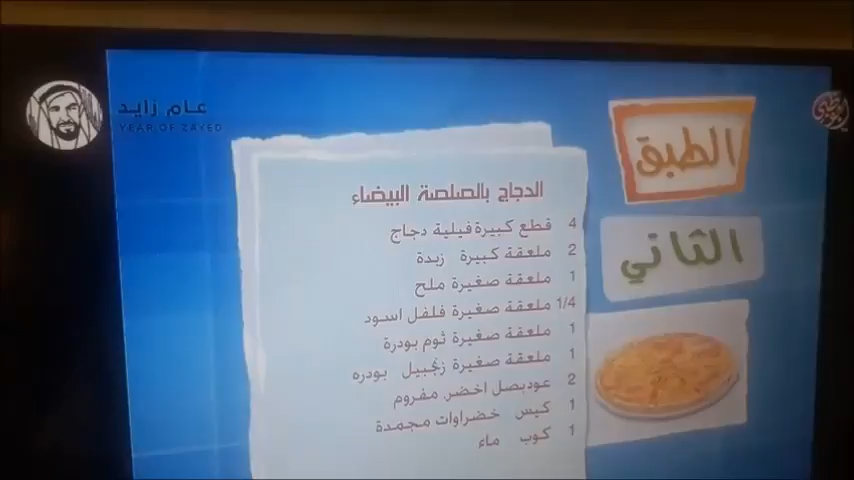 عام زايد
YEAR OF ZAYED
أبوظبي
الطبق
الثاني
الدجاج بالصلصة البيضاء
4 قطع كبيرة فيلية دجاج
2 ملعقة كبيرة زبدة
1 ملعقة صغيرة ملح
1/4 ملعقة صغيرة فلفل اسود
1 ملعقة صغيرة ثوم بودرة
1 ملعقة صغيرة زنجبيل بودره
2 عودبصل اخضر مفروم
1 كيس خضراوات مجمدة
1 كوب ماء